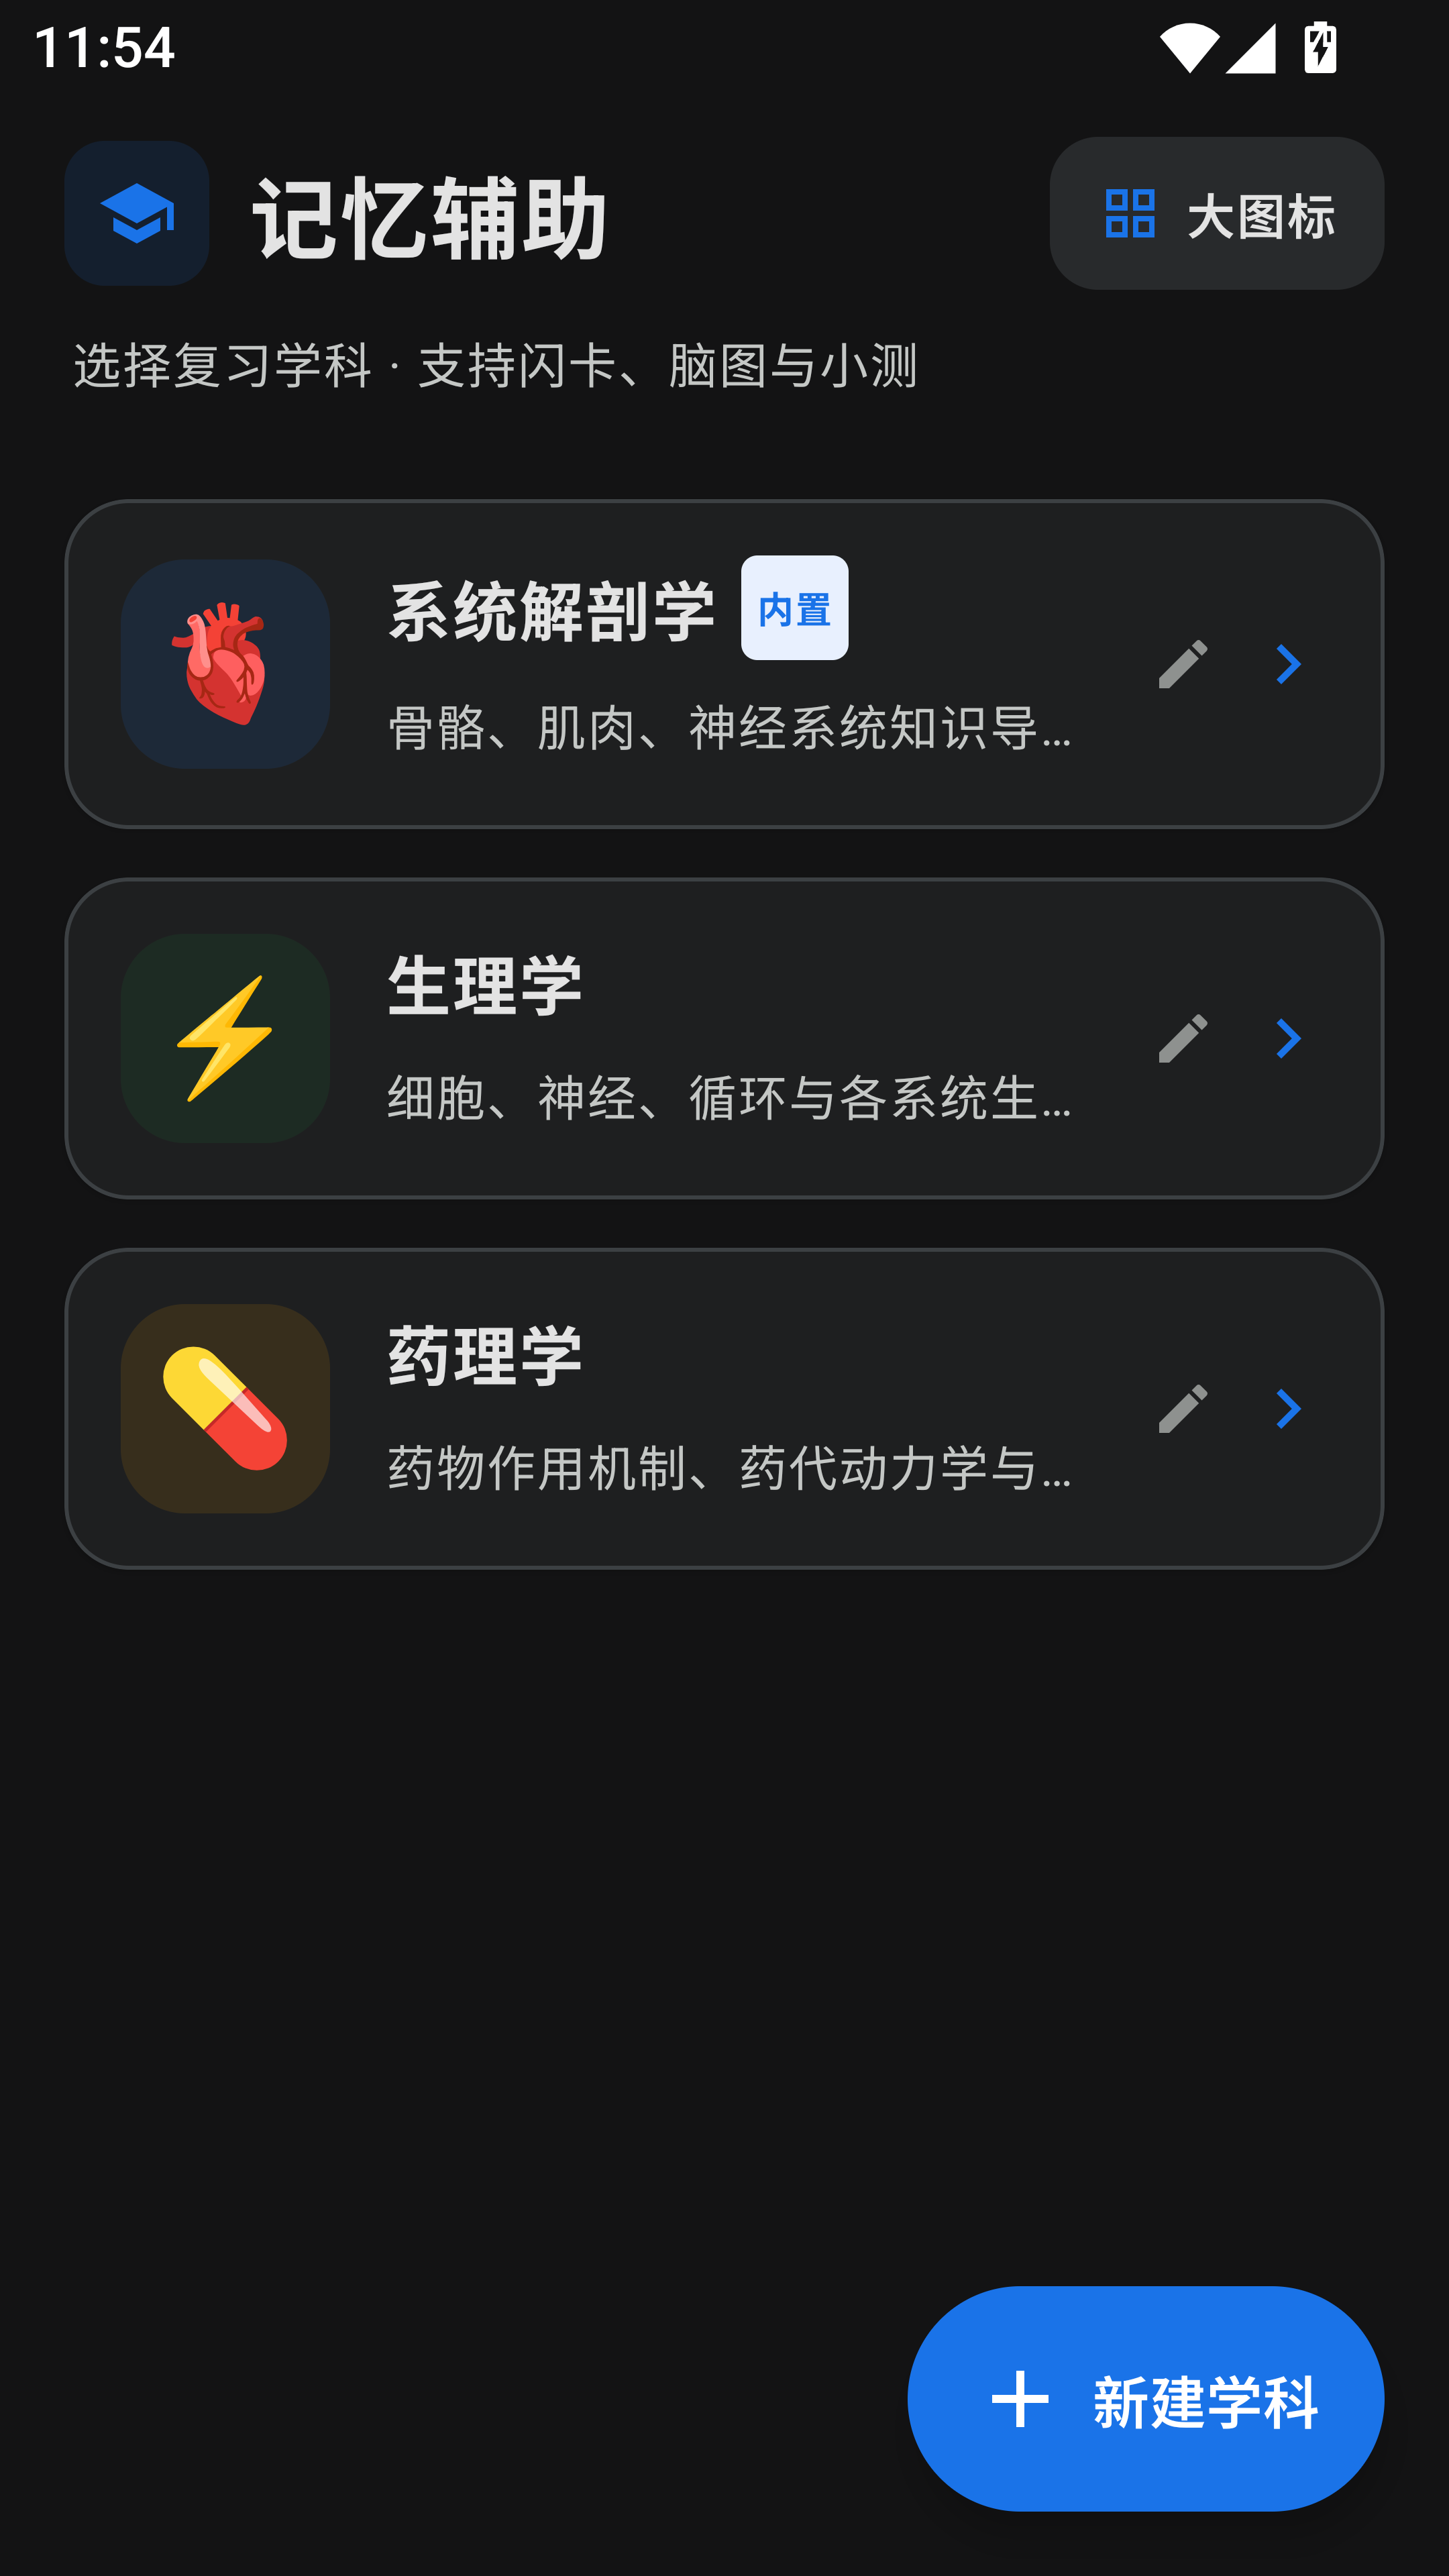 11:54
记忆辅助
大图标
选择复习学科 · 支持闪卡、脑图与小测
系统解剖学
内置
骨骼、肌肉、神经系统知识导…
生理学
细胞、神经、循环与各系统生…
药理学
药物作用机制、药代动力学与…
新建学科